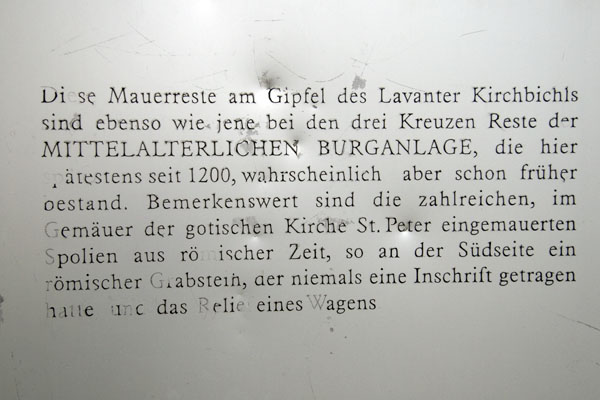 Diese Mauerreste am Gipfel des Lavanter Kirchbichls
sind ebenso wie jene bei den drei Kreuzen Reste der
MITTELALTERLICHEN BURGANLAGE, die hier
spätestens seit 1200, wahrscheinlich aber schon früher
bestand. Bemerkenswert sind die zahlreichen, im
Gemäuer der gotischen Kirche St. Peter eingemauerten
Spolien aus römischer Zeit, so an der Südseite ein
römischer Grabstein, der niemals eine Inschrift getragen
hatte und das Relief eines Wagens